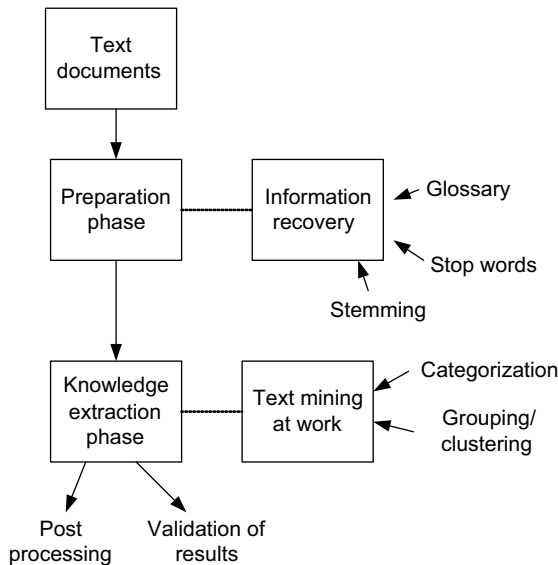 Text
documents
Preparation
phase
Information
recovery
Glossary
Stop words
Stemming
Knowledge
extraction
phase
Text mining
at work
Categorization
Grouping/
clustering
Post
processing
Validation of
results